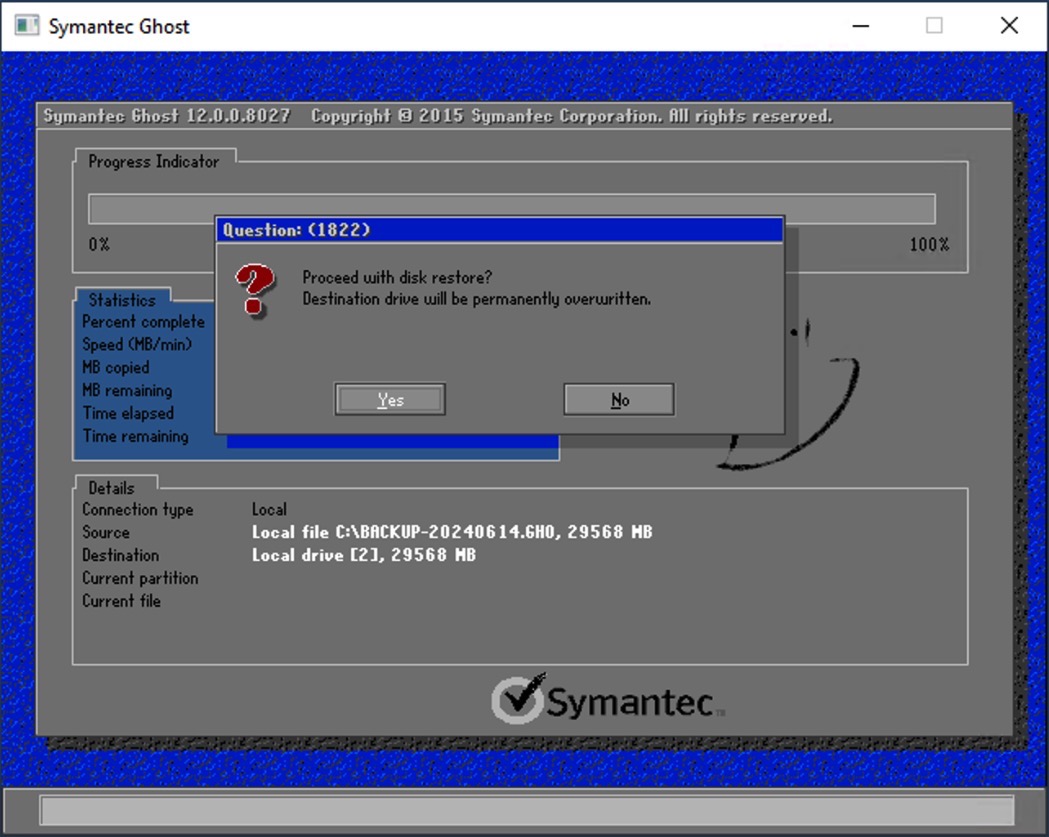 Symantec Ghost
Symantec Ghost 12.0.0.8027 Copyright © 2015 Symantec Corporation. All rights reserved.
Progress Indicator
0%
100%
Question: (1822)
Proceed with disk restore?
Destination drive will be permanently overwritten.
Yes
No
Statistics
Percent complete
Speed (MB/min)
MB copied
MB remaining
Time elapsed
Time remaining
Details
Connection type Local
Source Local file C:\BACKUP-20240614.GHO, 29568 MB
Destination Local drive [2], 29568 MB
Current partition
Current file
Symantec™